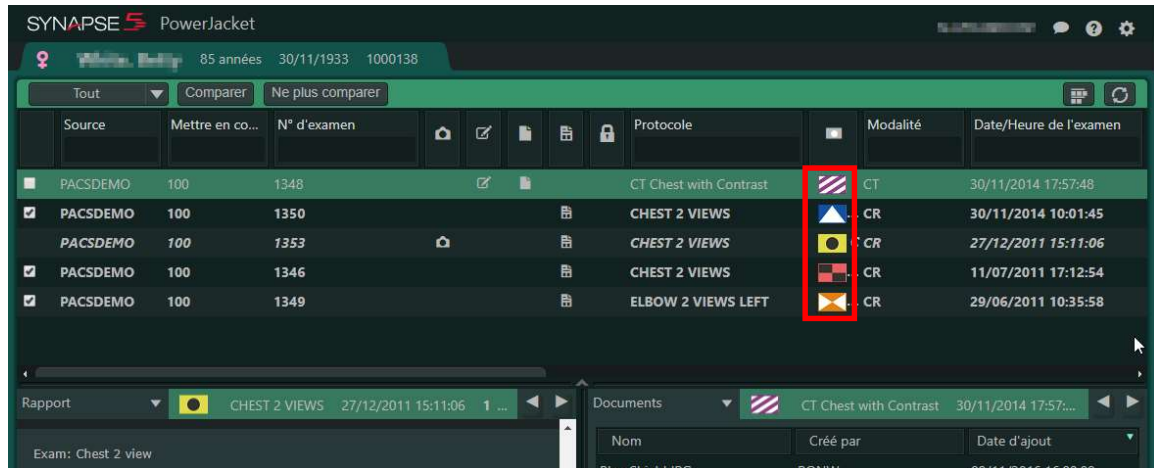 SYNAPSE 5 PowerJacket
85 années 30/11/1933 1000138
Tout Comparer Ne plus comparer
Source Mettre en co... N° d'examen Protocole Modalité Date/Heure de l'examen
PACSDEMO 100 1348 CT Chest with Contrast CT 30/11/2014 17:57:48
PACSDEMO 100 1350 CHEST 2 VIEWS ... CR 30/11/2014 10:01:45
PACSDEMO 100 1353 CHEST 2 VIEWS CR 27/12/2011 15:11:06
PACSDEMO 100 1346 CHEST 2 VIEWS ... CR 11/07/2011 17:12:54
PACSDEMO 100 1349 ELBOW 2 VIEWS LEFT ... CR 29/06/2011 10:35:58
Rapport CHEST 2 VIEWS 27/12/2011 15:11:06 1 ... Documents CT Chest with Contrast 30/11/2014 17:57:...
Nom Créé par Date d'ajout
Exam: Chest 2 view